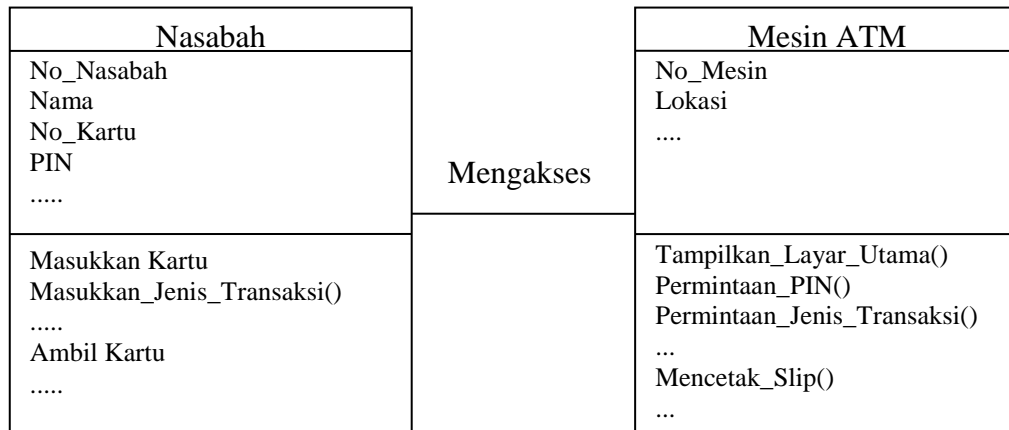 Nasabah
No_Nasabah
Nama
No_Kartu
PIN
.....
Masukkan Kartu
Masukkan_Jenis_Transaksi()
.....
Ambil Kartu
.....
Mengakses
Mesin ATM
No_Mesin
Lokasi
....
Tampilkan_Layar_Utama()
Permintaan_PIN()
Permintaan_Jenis_Transaksi()
...
Mencetak_Slip()
...